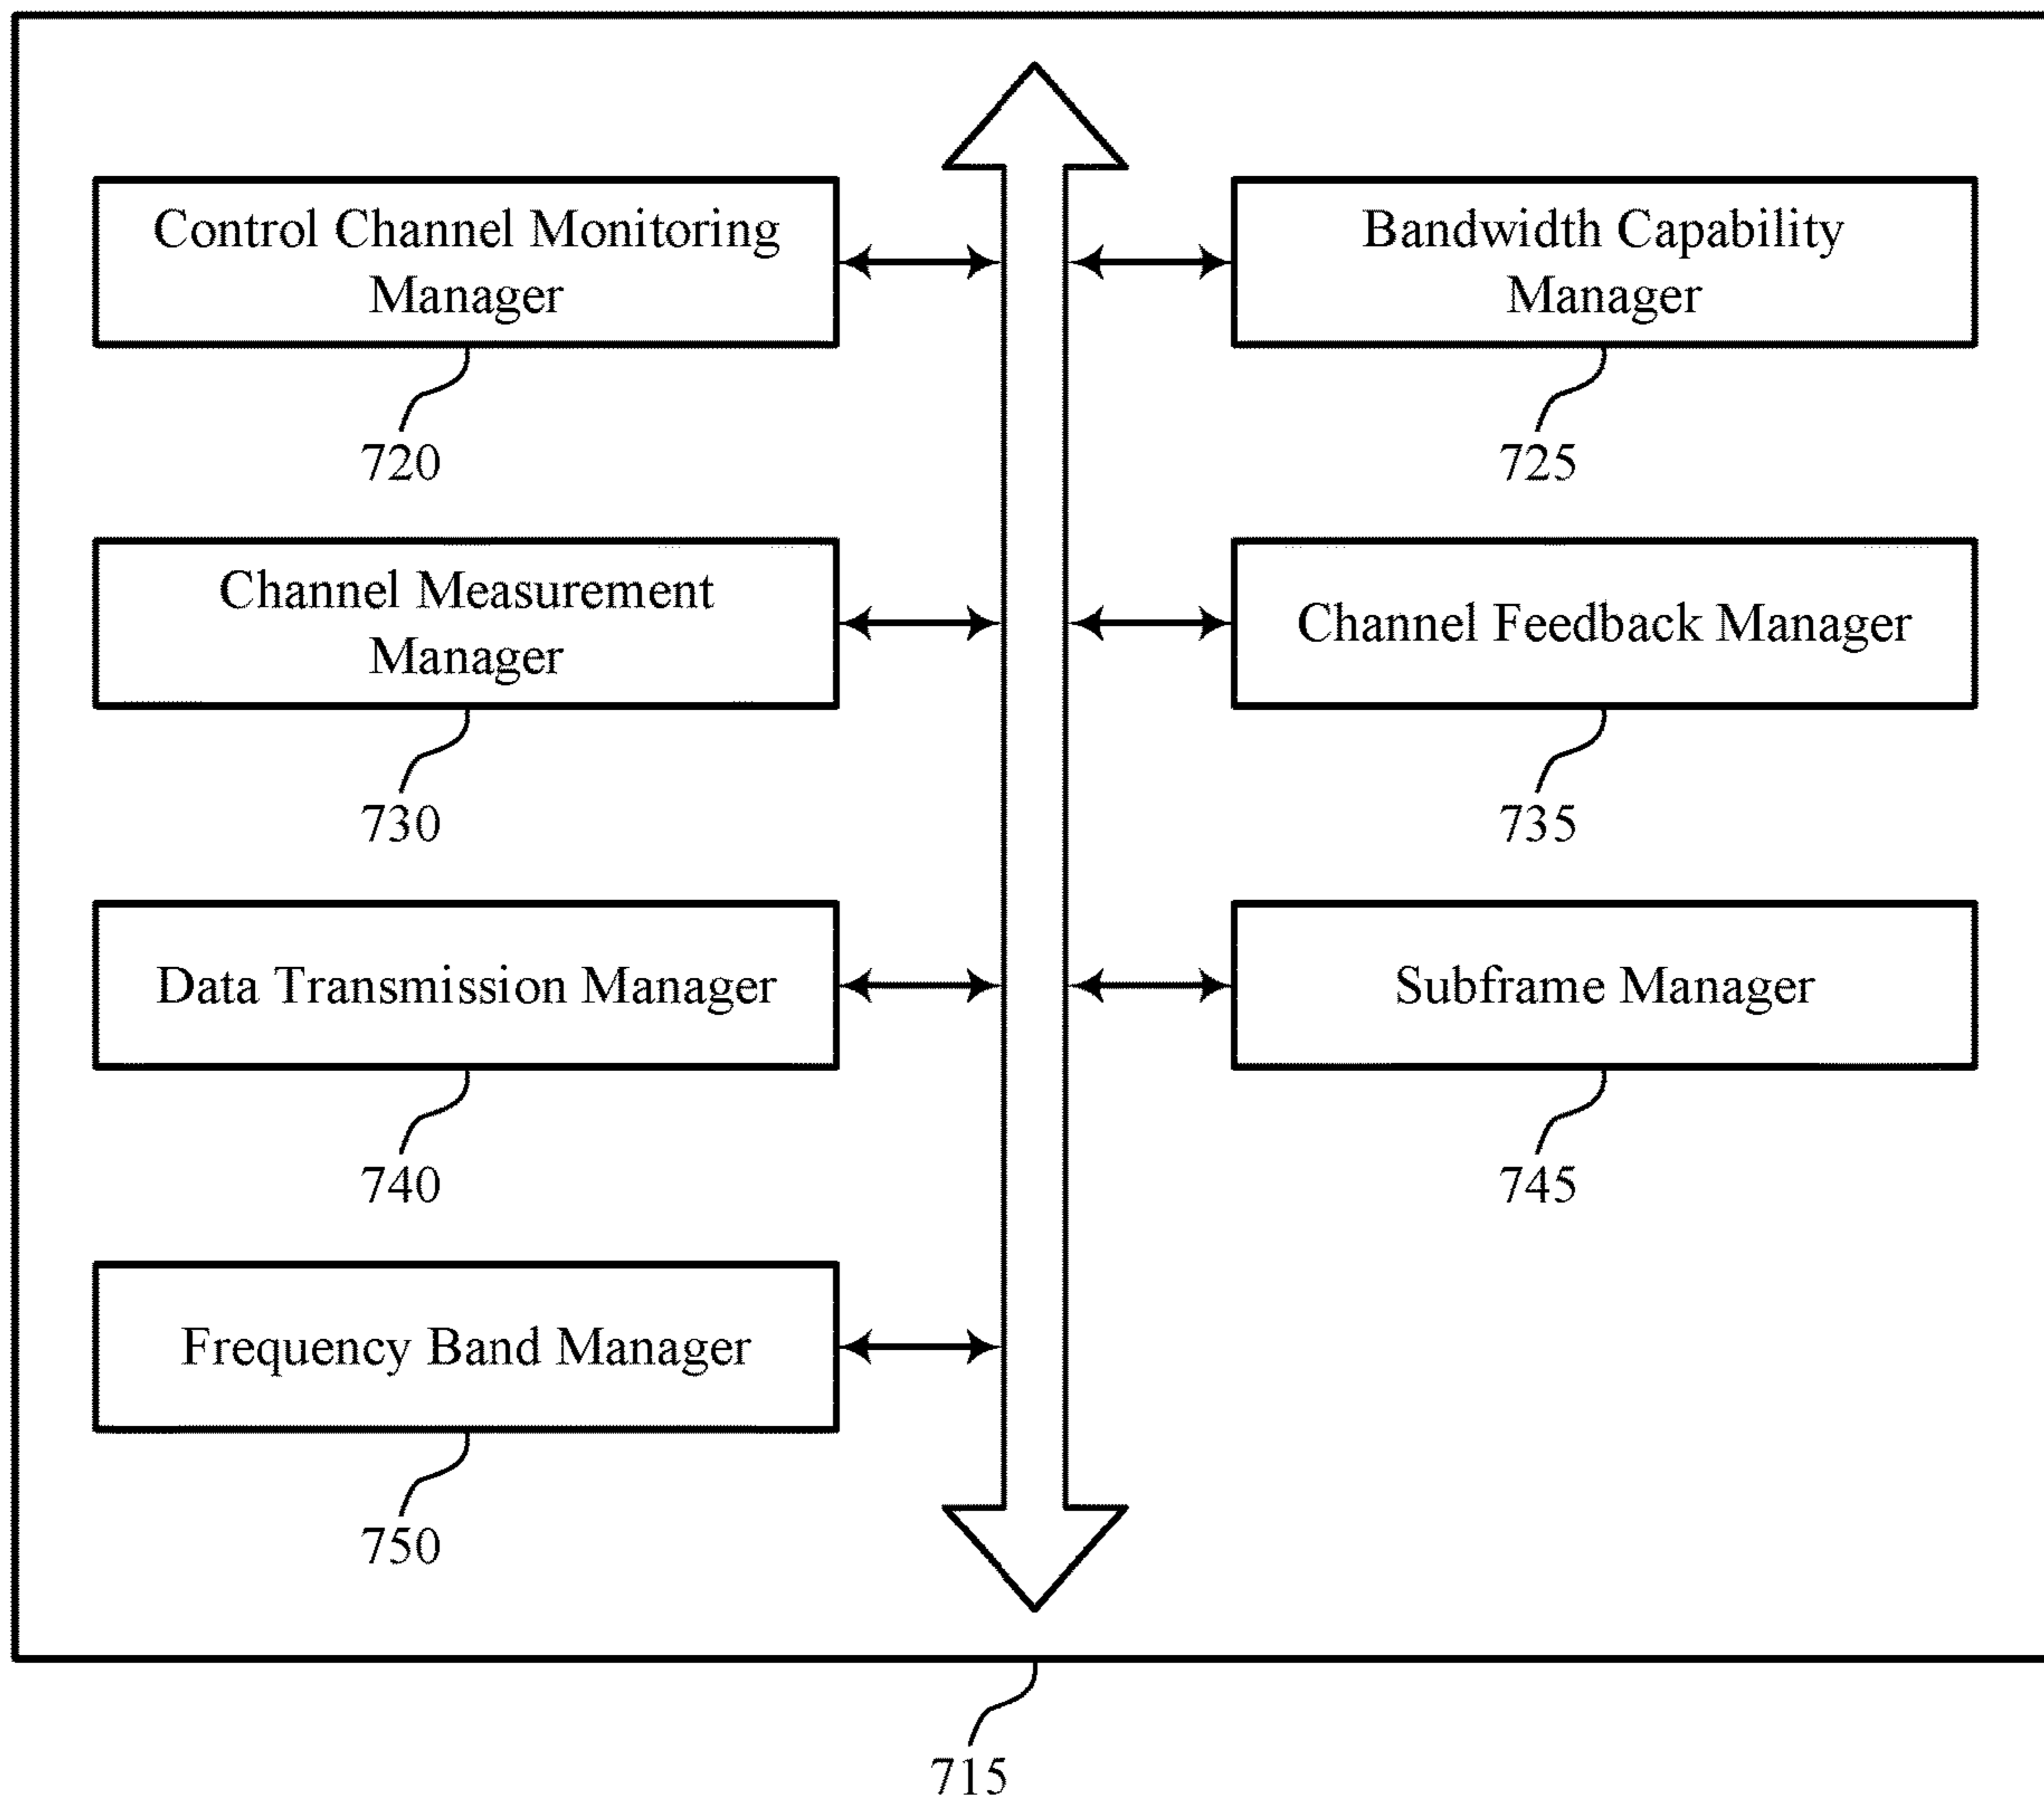 Control Channel Monitoring
Manager
720
Bandwidth Capability
Manager
725
Channel Measurement
Manager
730
Channel Feedback Manager
735
Data Transmission Manager
740
Subframe Manager
745
Frequency Band Manager
750
715